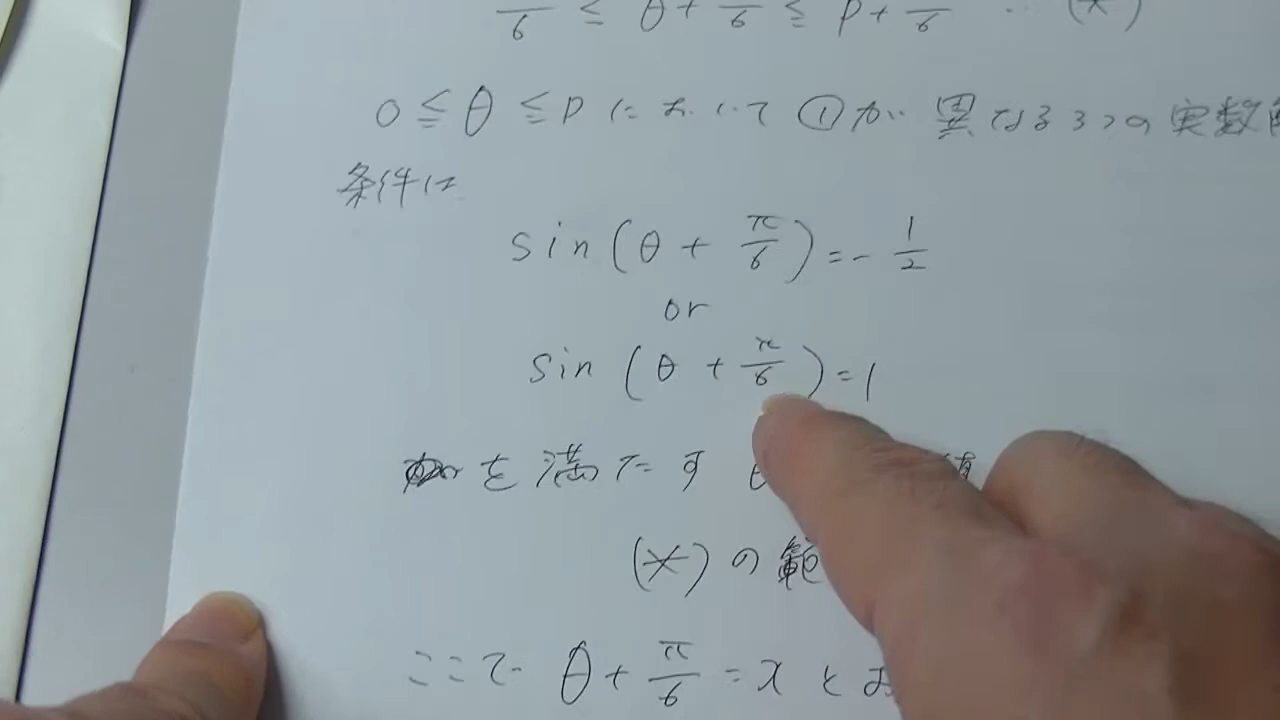 /6 ≦ θ + /6 ≦ p + /6 … (*)
0 ≦ θ ≦ p において ①が 異なる3つの実数
条件は
sin(θ + π/6) = - 1/2
or
sin(θ + π/6) = 1
を満たす
(*)の範
ここで θ + π/6 = x とお